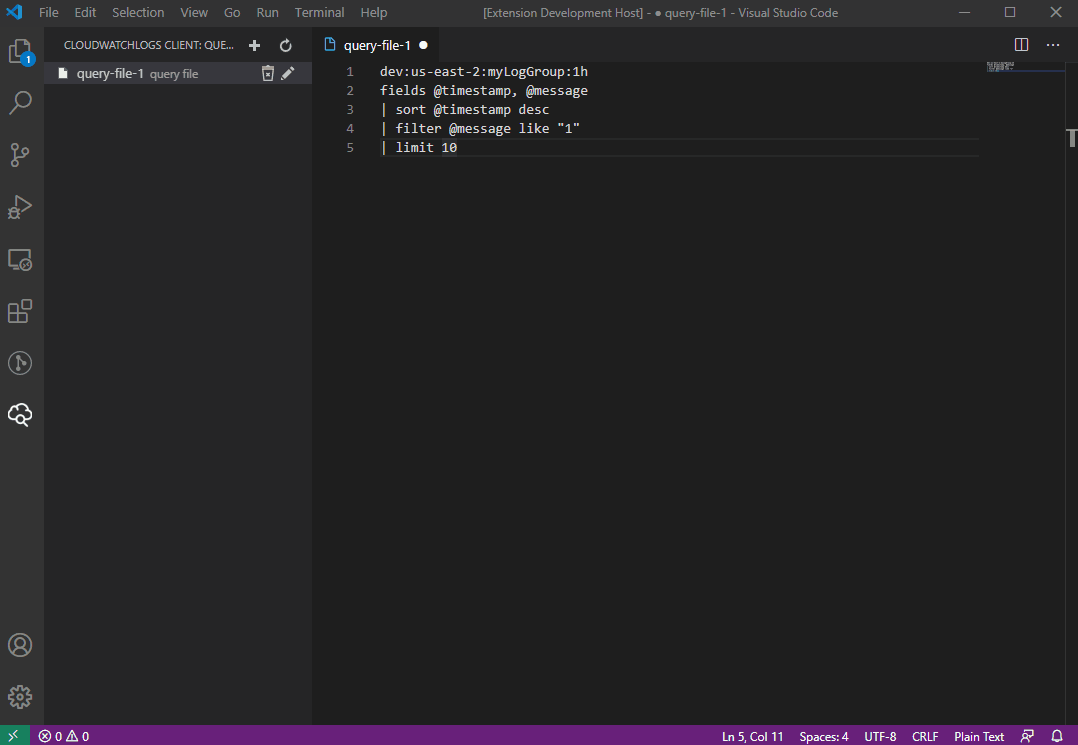 File Edit Selection View Go Run Terminal Help [Extension Development Host] - ● query-file-1 - Visual Studio Code
CLOUDWATCHLOGS CLIENT: QUE...
query-file-1 ●
1
query-file-1 query file
1 dev:us-east-2:myLogGroup:1h
2 fields @timestamp, @message
3 | sort @timestamp desc
4 | filter @message like "1"
5 | limit 10
0 0 Ln 5, Col 11 Spaces: 4 UTF-8 CRLF Plain Text